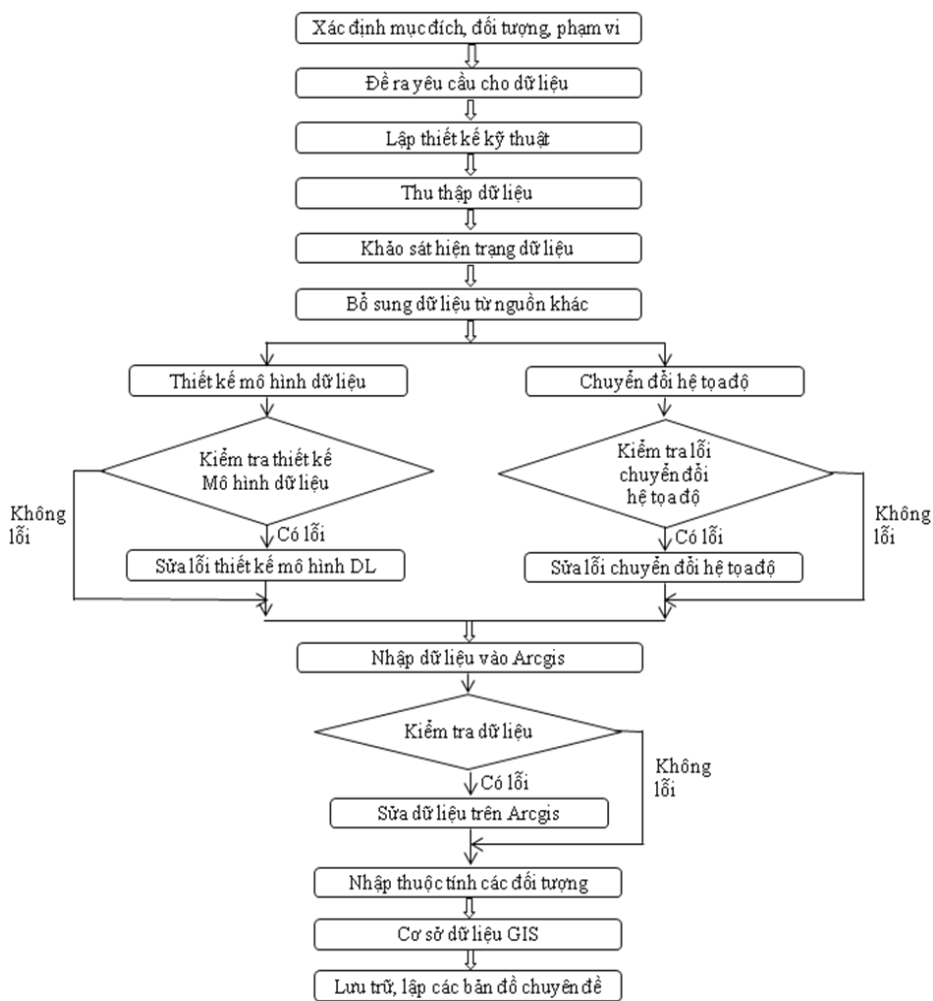 Xác định mục đích, đối tượng, phạm vi
Đề ra yêu cầu cho dữ liệu
Lập thiết kế kỹ thuật
Thu thập dữ liệu
Khảo sát hiện trạng dữ liệu
Bổ sung dữ liệu từ nguồn khác
Thiết kế mô hình dữ liệu
Chuyển đổi hệ tọa độ
Kiểm tra thiết kế
Mô hình dữ liệu
Kiểm tra lỗi
chuyển đổi
hệ tọa độ
Không
lỗi
Có lỗi
Có lỗi
Không
lỗi
Sửa lỗi thiết kế mô hình DL
Sửa lỗi chuyển đổi hệ tọa độ
Nhập dữ liệu vào Arcgis
Kiểm tra dữ liệu
Có lỗi
Không
lỗi
Sửa dữ liệu trên Arcgis
Nhập thuộc tính các đối tượng
Cơ sở dữ liệu GIS
Lưu trữ, lập các bản đồ chuyên đề